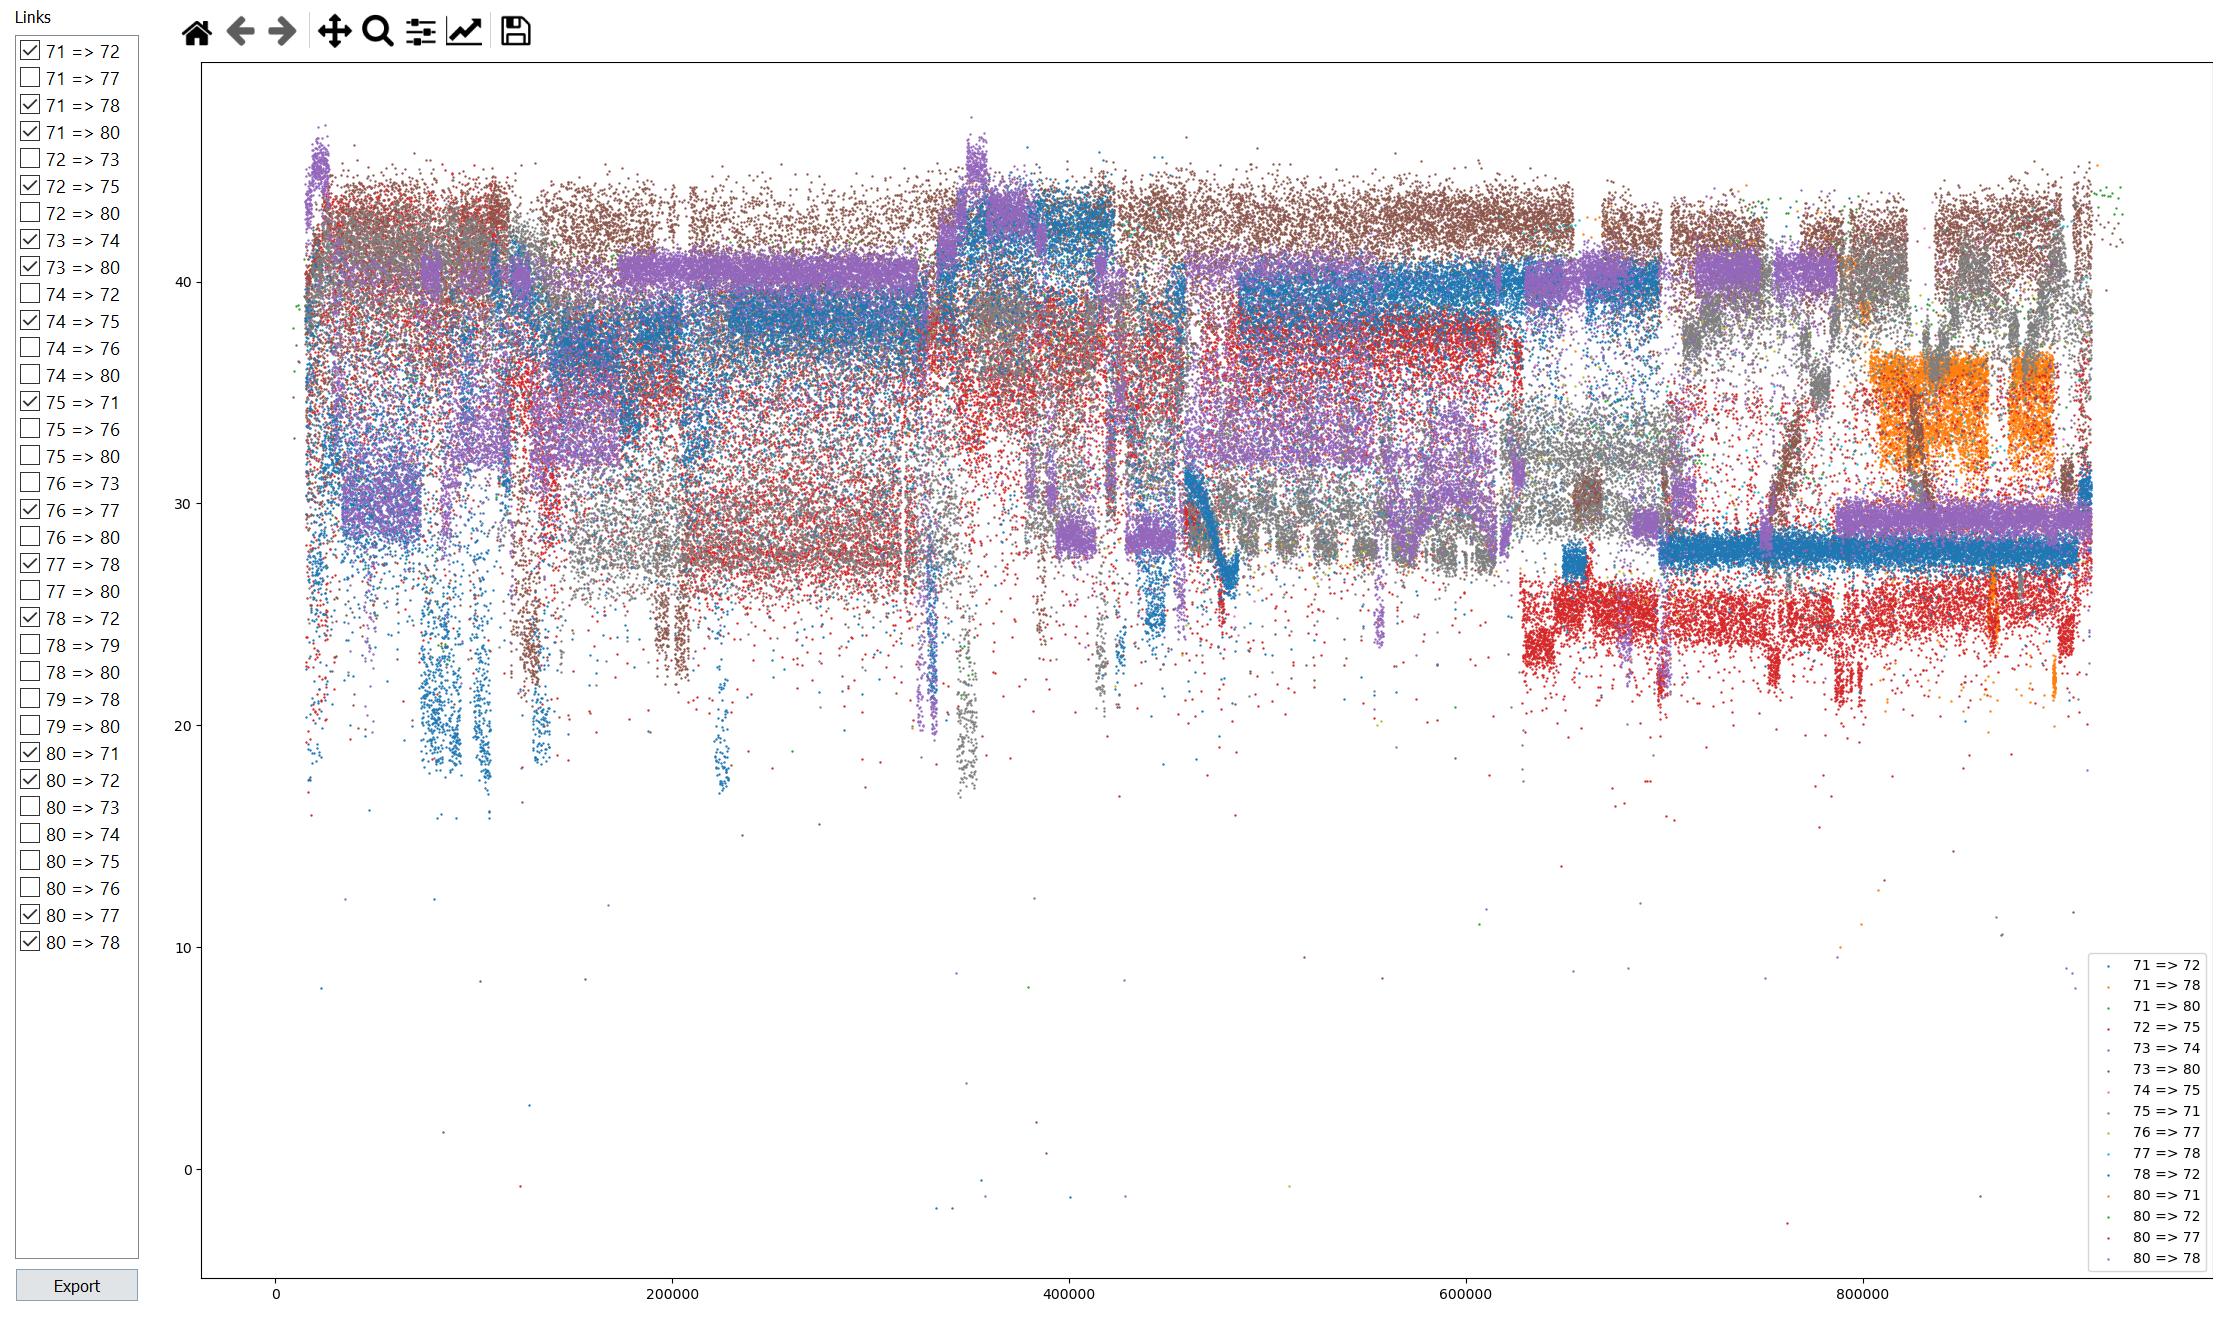 Links
71 => 72
71 => 77
71 => 78
71 => 80
72 => 73
72 => 75
72 => 80
73 => 74
73 => 80
74 => 72
74 => 75
74 => 76
74 => 80
75 => 71
75 => 76
75 => 80
76 => 73
76 => 77
76 => 80
77 => 78
77 => 80
78 => 72
78 => 79
78 => 80
79 => 78
79 => 80
80 => 71
80 => 72
80 => 73
80 => 74
80 => 75
80 => 76
80 => 77
80 => 78
Export
40
30
20
10
0
0 200000 400000 600000 800000
71 => 72
71 => 78
71 => 80
72 => 75
73 => 74
73 => 80
74 => 75
75 => 71
76 => 77
77 => 78
78 => 72
80 => 71
80 => 72
80 => 77
80 => 78